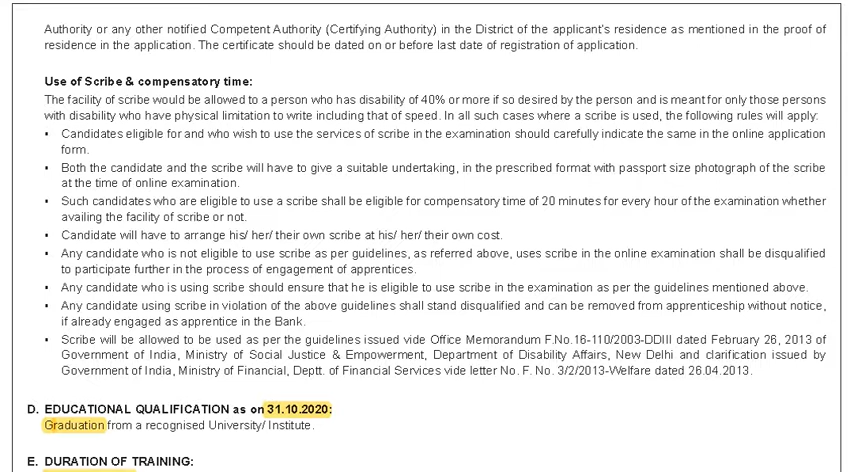 Authority or any other notified Competent Authority (Certifying Authority) in the District of the applicant's residence as mentioned in the proof of
residence in the application. The certificate should be dated on or before last date of registration of application.
Use of Scribe & compensatory time:
The facility of scribe would be allowed to a person who has disability of 40% or more if so desired by the person and is meant for only those persons
with disability who have physical limitation to write including that of speed. In all such cases where a scribe is used, the following rules will apply:
• Candidates eligible for and who wish to use the services of scribe in the examination should carefully indicate the same in the online application
form.
• Both the candidate and the scribe will have to give a suitable undertaking, in the prescribed format with passport size photograph of the scribe
at the time of online examination.
• Such candidates who are eligible to use a scribe shall be eligible for compensatory time of 20 minutes for every hour of the examination whether
availing the facility of scribe or not.
• Candidate will have to arrange his/ her/ their own scribe at his/ her/ their own cost.
• Any candidate who is not eligible to use scribe as per guidelines, as referred above, uses scribe in the online examination shall be disqualified
to participate further in the process of engagement of apprentices.
• Any candidate who is using scribe should ensure that he is eligible to use scribe in the examination as per the guidelines mentioned above.
• Any candidate using scribe in violation of the above guidelines shall stand disqualified and can be removed from apprenticeship without notice,
if already engaged as apprentice in the Bank.
• Scribe will be allowed to be used as per the guidelines issued vide Office Memorandum F.No.16-110/2003-DDIII dated February 26, 2013 of
Government of India, Ministry of Social Justice & Empowerment, Department of Disability Affairs, New Delhi and clarification issued by
Government of India, Ministry of Financial, Deptt. of Financial Services vide letter No. F. No. 3/2/2013-Welfare dated 26.04.2013.
D. EDUCATIONAL QUALIFICATION as on 31.10.2020:
Graduation from a recognised University/ Institute.
E. DURATION OF TRAINING: